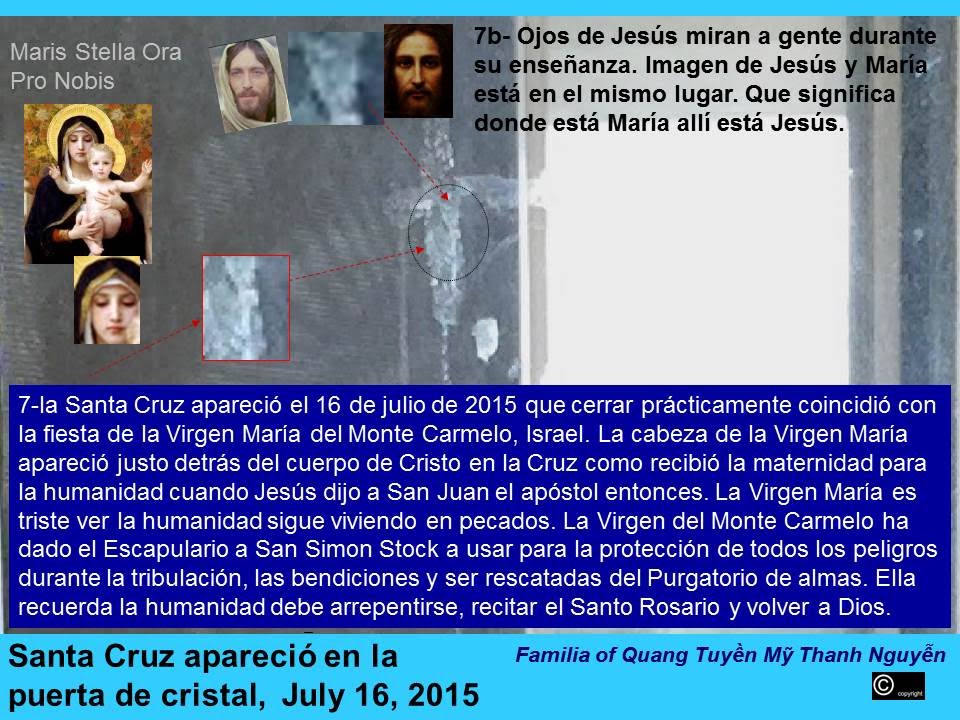 Maris Stella Ora
Pro Nobis
7b- Ojos de Jesús miran a gente durante
su enseñanza. Imagen de Jesús y María
está en el mismo lugar. Que significa
donde está María allí está Jesús.
7-la Santa Cruz apareció el 16 de julio de 2015 que cerrar prácticamente coincidió con
la fiesta de la Virgen María del Monte Carmelo, Israel. La cabeza de la Virgen María
apareció justo detrás del cuerpo de Cristo en la Cruz como recibió la maternidad para
la humanidad cuando Jesús dijo a San Juan el apóstol entonces. La Virgen María es
triste ver la humanidad sigue viviendo en pecados. La Virgen del Monte Carmelo ha
dado el Escapulario a San Simon Stock a usar para la protección de todos los peligros
durante la tribulación, las bendiciones y ser rescatadas del Purgatorio de almas. Ella
recuerda la humanidad debe arrepentirse, recitar el Santo Rosario y volver a Dios.
Santa Cruz apareció en la
puerta de cristal, July 16, 2015
Familia of Quang Tuyền Mỹ Thanh Nguyễn
© copyright